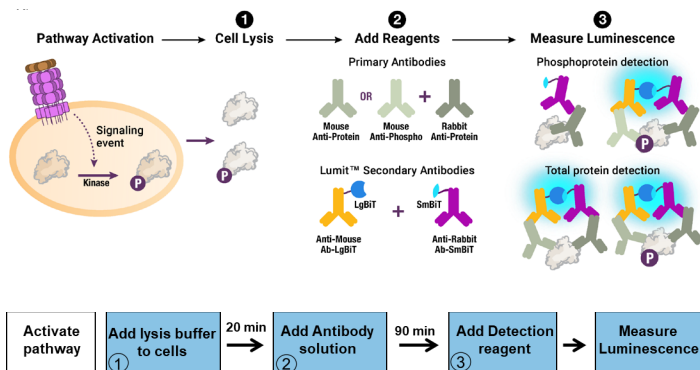 1
2
3
Pathway Activation
Cell Lysis
Add Reagents
Measure Luminescence
Primary Antibodies
Phosphoprotein detection
OR
+
Mouse
Anti-Protein
Mouse
Anti-Phospho
Rabbit
Anti-Protein
Signaling
event
Kinase
P
P
P
Lumit™ Secondary Antibodies
Total protein detection
LgBiT
SmBiT
+
Anti-Mouse
Ab-LgBiT
Anti-Rabbit
Ab-SmBiT
P
Activate
pathway
Add lysis buffer
to cells
1
20 min
Add Antibody
solution
2
90 min
Add Detection
reagent
3
Measure
Luminescence